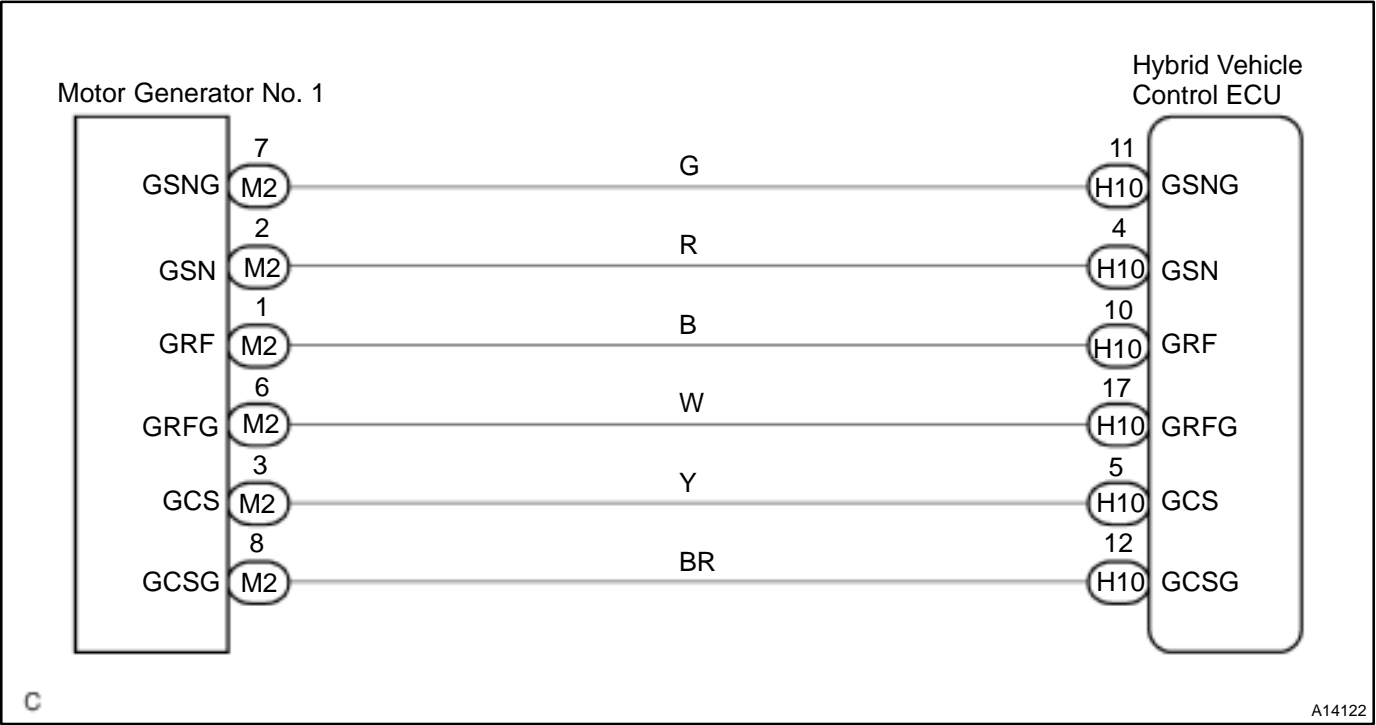 Hybrid Vehicle
Control ECU
Motor Generator No. 1
7 G 11
GSNG M2 H10 GSNG
2 R 4
GSN M2 H10 GSN
1 B 10
GRF M2 H10 GRF
6 W 17
GRFG M2 H10 GRFG
3 Y 5
GCS M2 H10 GCS
8 BR 12
GCSG M2 H10 GCSG
C
A14122